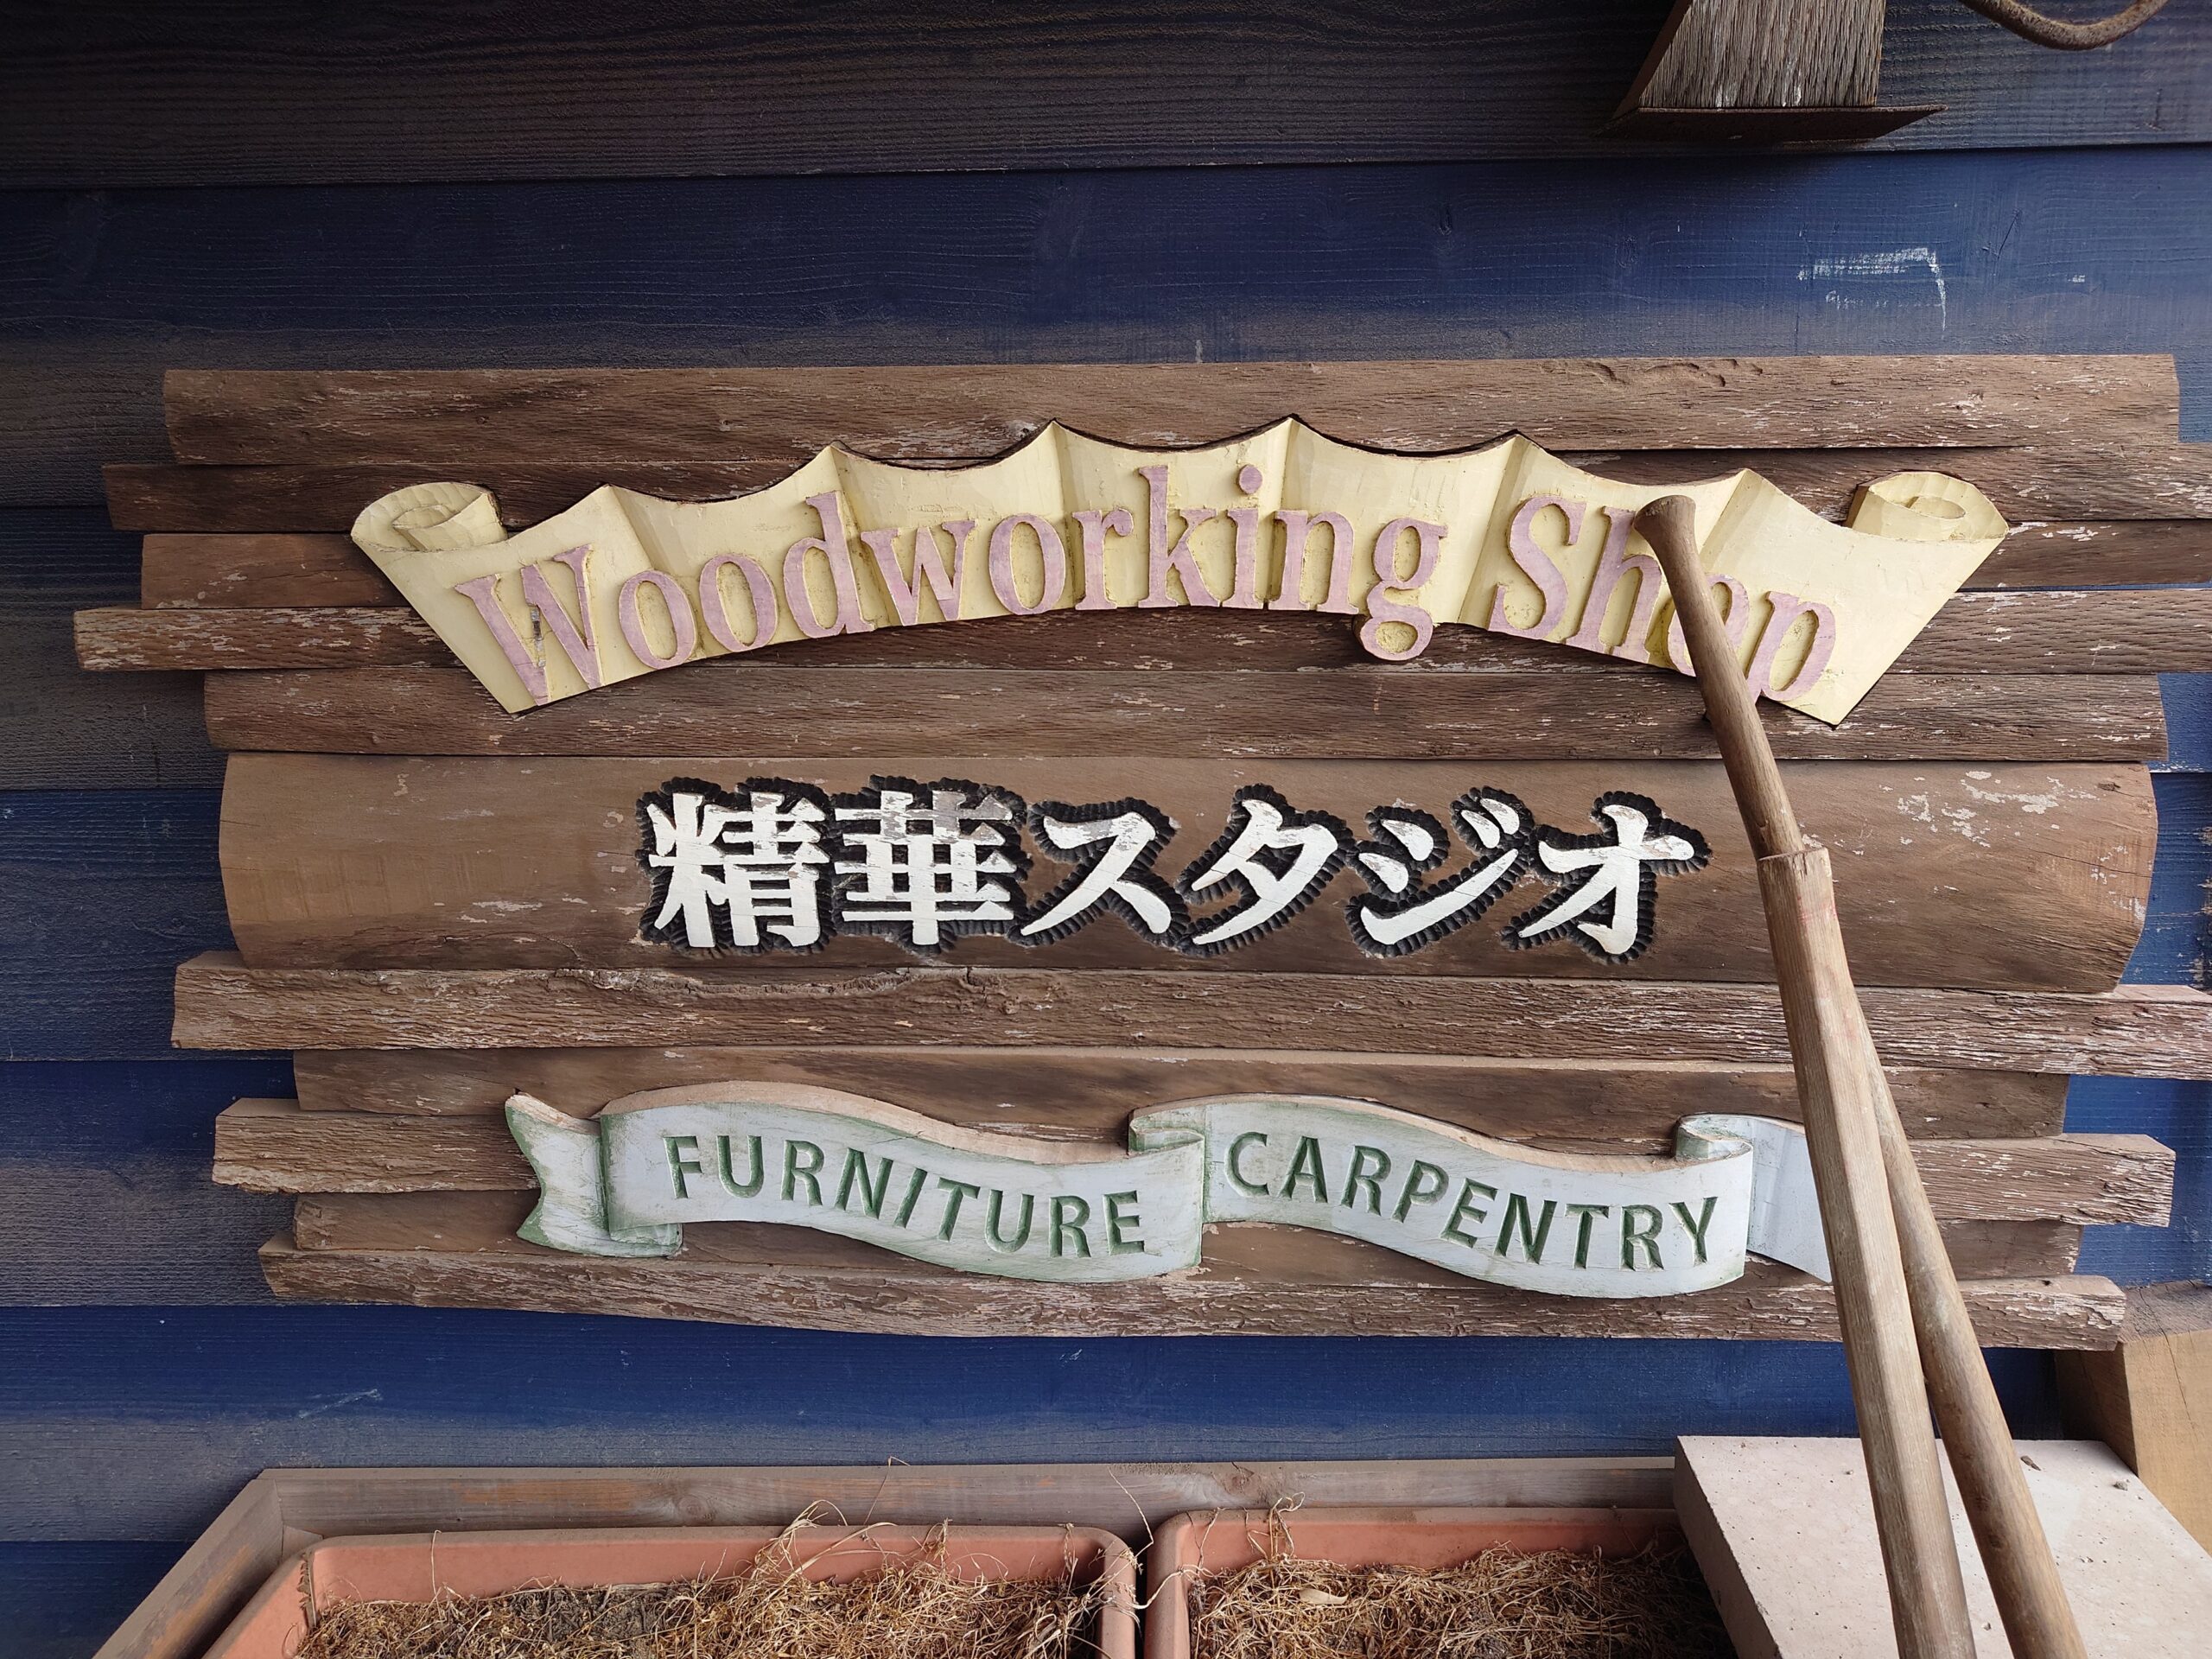 Woodworking Shop
精華スタジオ
FURNITURE CARPENTRY